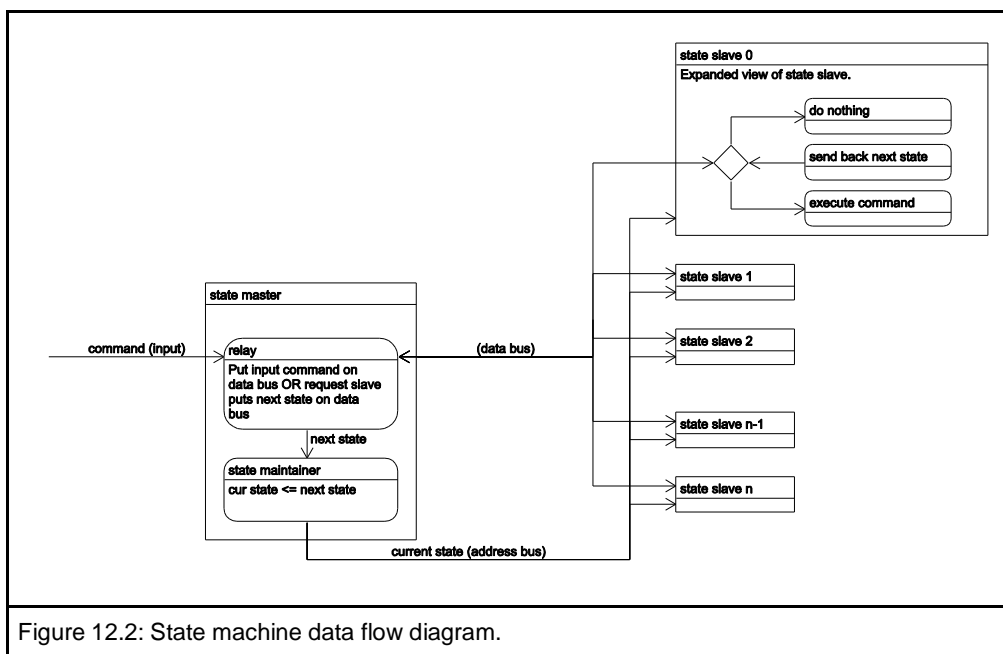 state slave 0
Expanded view of state slave.
do nothing
send back next state
execute command
state slave 1
state master
command (input)
relay
(data bus)
state slave 2
Put input command on
data bus OR request slave
puts next state on data
bus
state slave n-1
next state
state maintainer
cur state <= next state
state slave n
current state (address bus)
Figure 12.2: State machine data flow diagram.